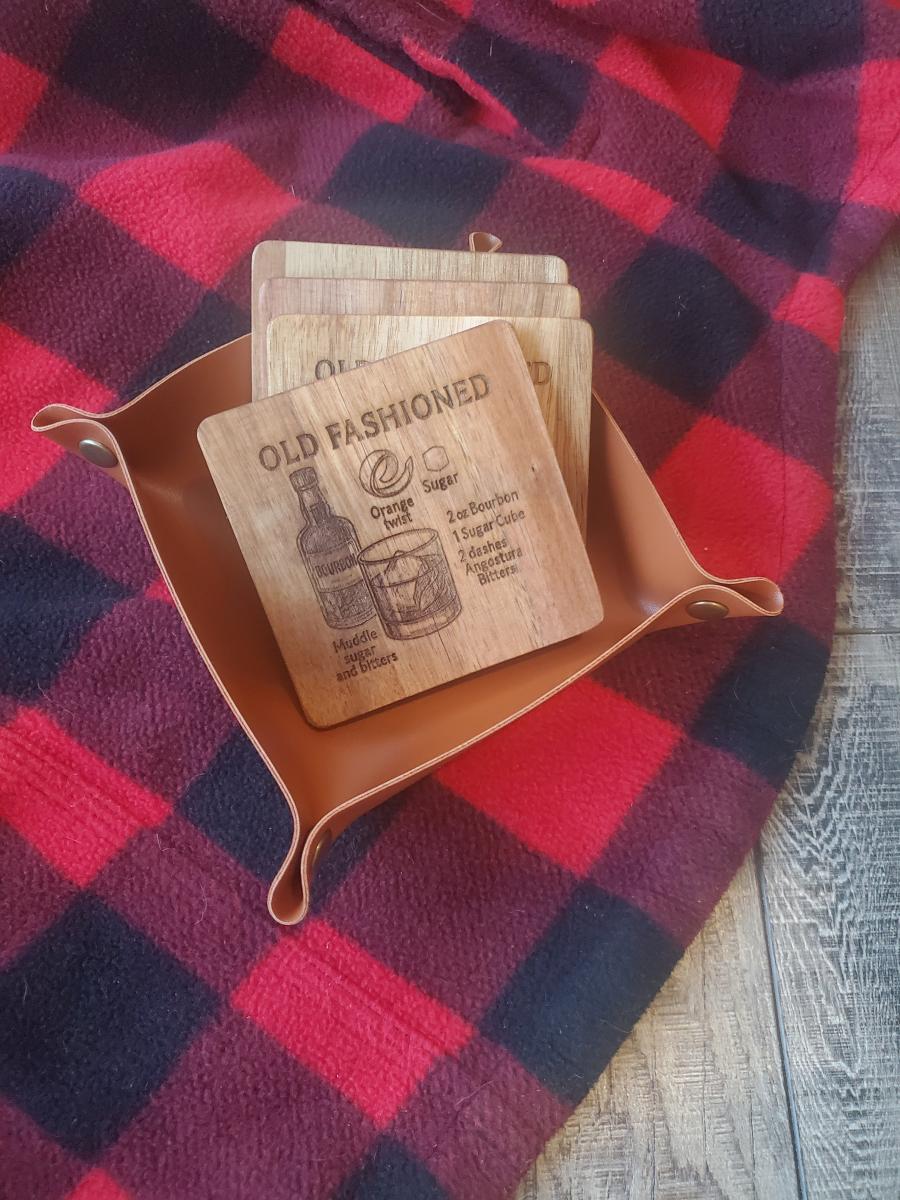 OLD FASHIONED
Orange
twist
Sugar
2 oz Bourbon
1 Sugar Cube
2 dashes
Angostura
Bitters
BOURBON
Muddle
sugar
and bitters